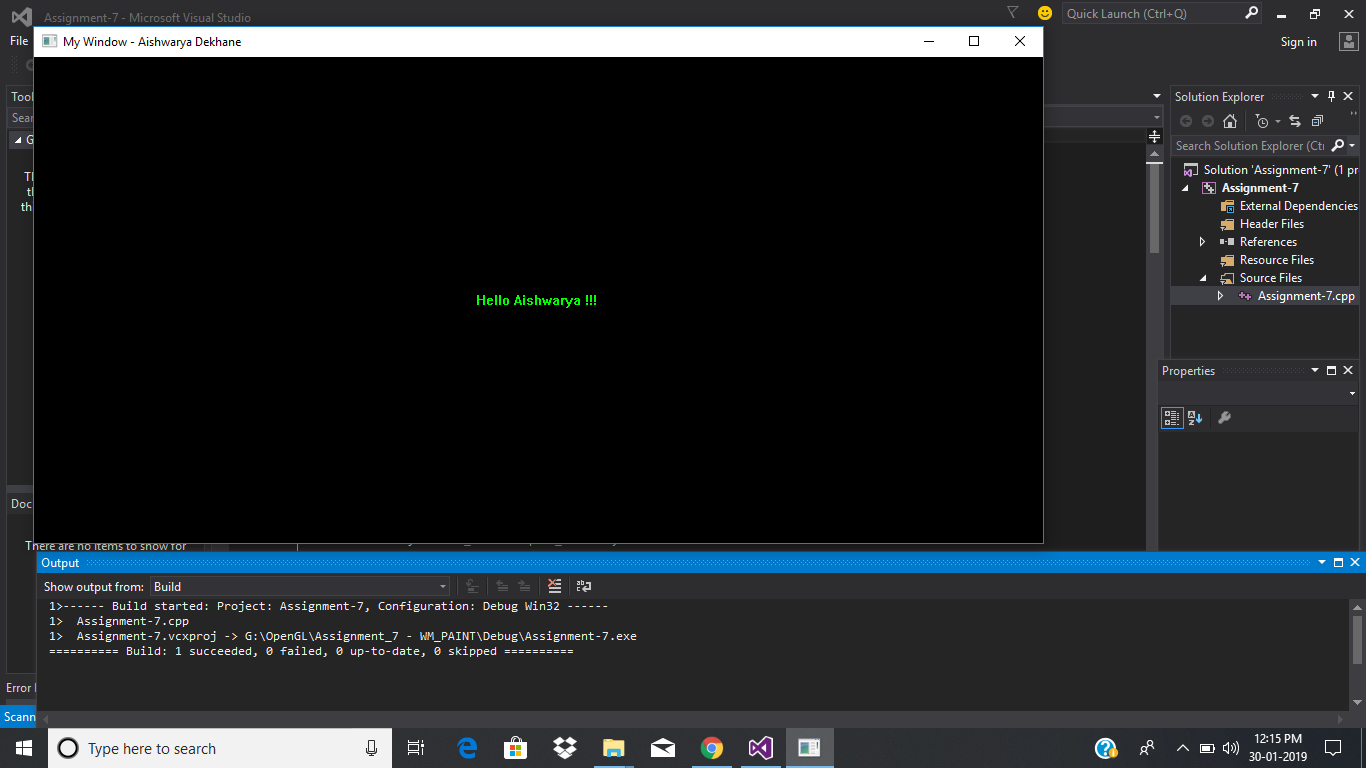 Assignment-7 - Microsoft Visual Studio
Quick Launch (Ctrl+Q)
File
My Window - Aishwarya Dekhane
Sign in
Tool
Sear
G
Th
th
th
Hello Aishwarya !!!
Solution Explorer
Search Solution Explorer (Ctr
Solution 'Assignment-7' (1 pr
Assignment-7
External Dependencies
Header Files
References
Resource Files
Source Files
Assignment-7.cpp
Properties
Doc
There are no items to show for
Output
Show output from: Build
1>------ Build started: Project: Assignment-7, Configuration: Debug Win32 ------
1>  Assignment-7.cpp
1>  Assignment-7.vcxproj -> G:\OpenGL\Assignment_7 - WM_PAINT\Debug\Assignment-7.exe
========== Build: 1 succeeded, 0 failed, 0 up-to-date, 0 skipped ==========
Error
Scann
Type here to search
12:15 PM
30-01-2019